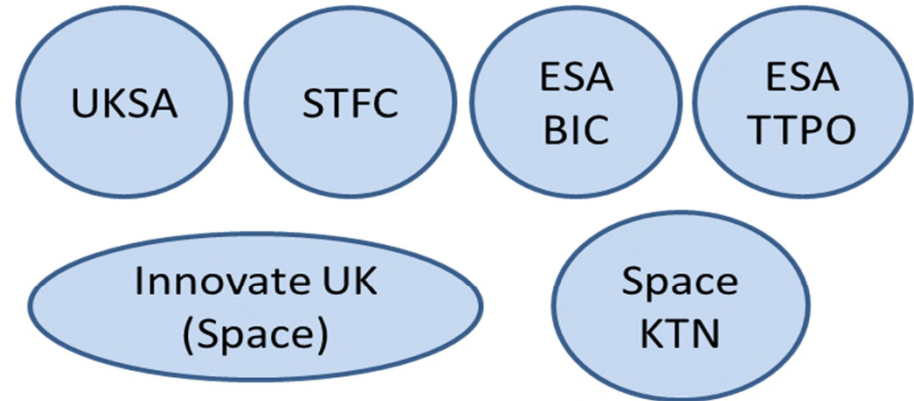 UKSA
STFC
ESA
BIC
ESA
TTPO
Innovate UK
(Space)
Space
KTN